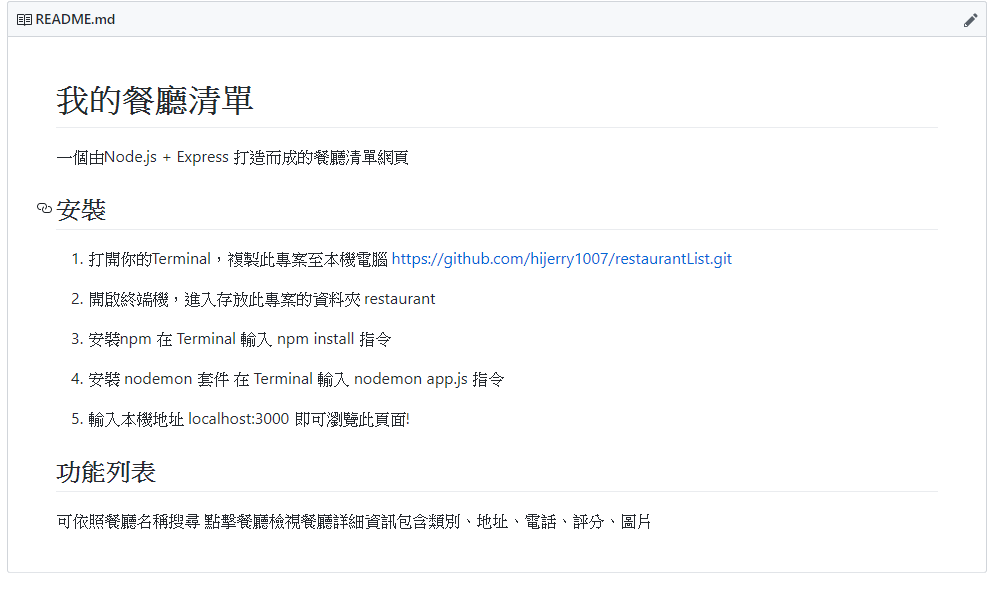 README.md
我的餐廳清單
一個由Node.js + Express 打造而成的餐廳清單網頁
安裝
1. 打開你的Terminal，複製此專案至本機電腦 https://github.com/hijerry1007/restaurantList.git
2. 開啟終端機，進入存放此專案的資料夾 restaurant
3. 安裝npm 在 Terminal 輸入 npm install 指令
4. 安裝 nodemon 套件 在 Terminal 輸入 nodemon app.js 指令
5. 輸入本機地址 localhost:3000 即可瀏覽此頁面!
功能列表
可依照餐廳名稱搜尋 點擊餐廳檢視餐廳詳細資訊包含類別、地址、電話、評分、圖片